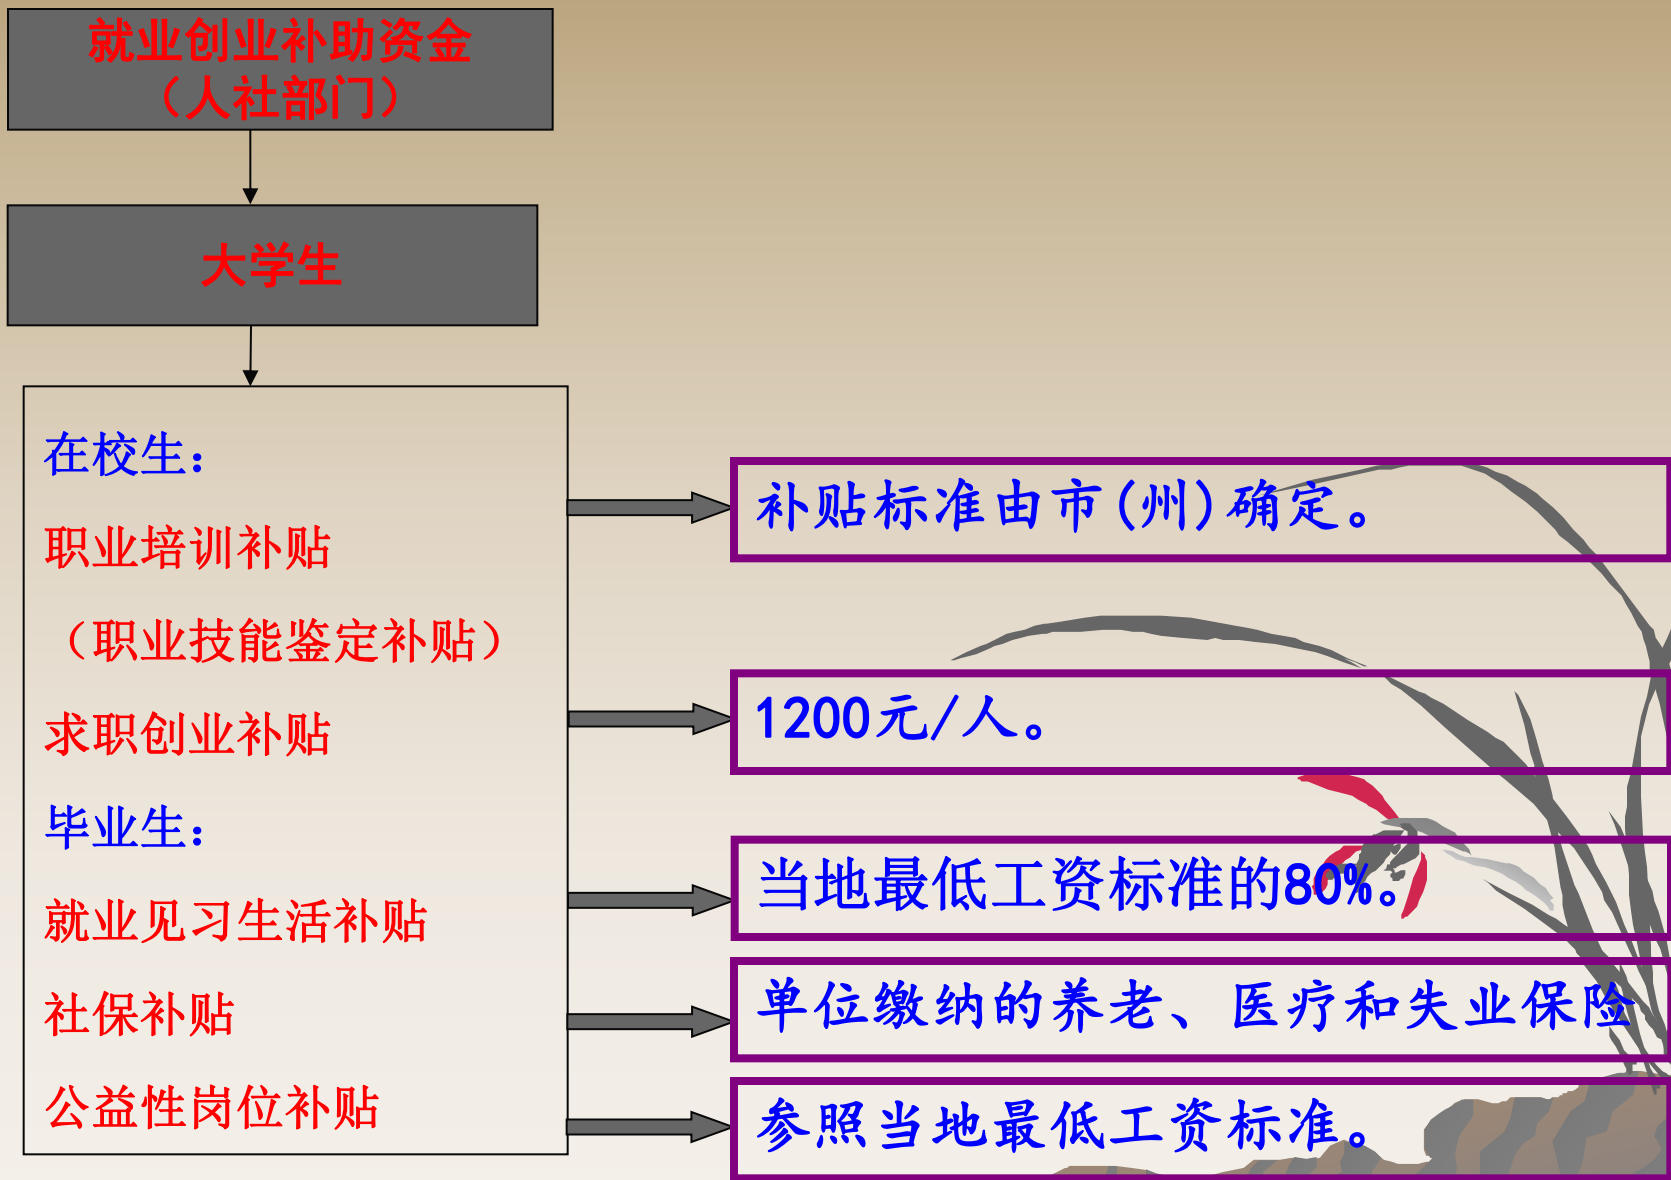 就业创业补助资金
（人社部门）
大学生
在校生：
职业培训补贴
（职业技能鉴定补贴）
求职创业补贴
毕业生：
就业见习生活补贴
社保补贴
公益性岗位补贴
补贴标准由市(州)确定。
1200元/人。
当地最低工资标准的80%。
单位缴纳的养老、医疗和失业保险
参照当地最低工资标准。